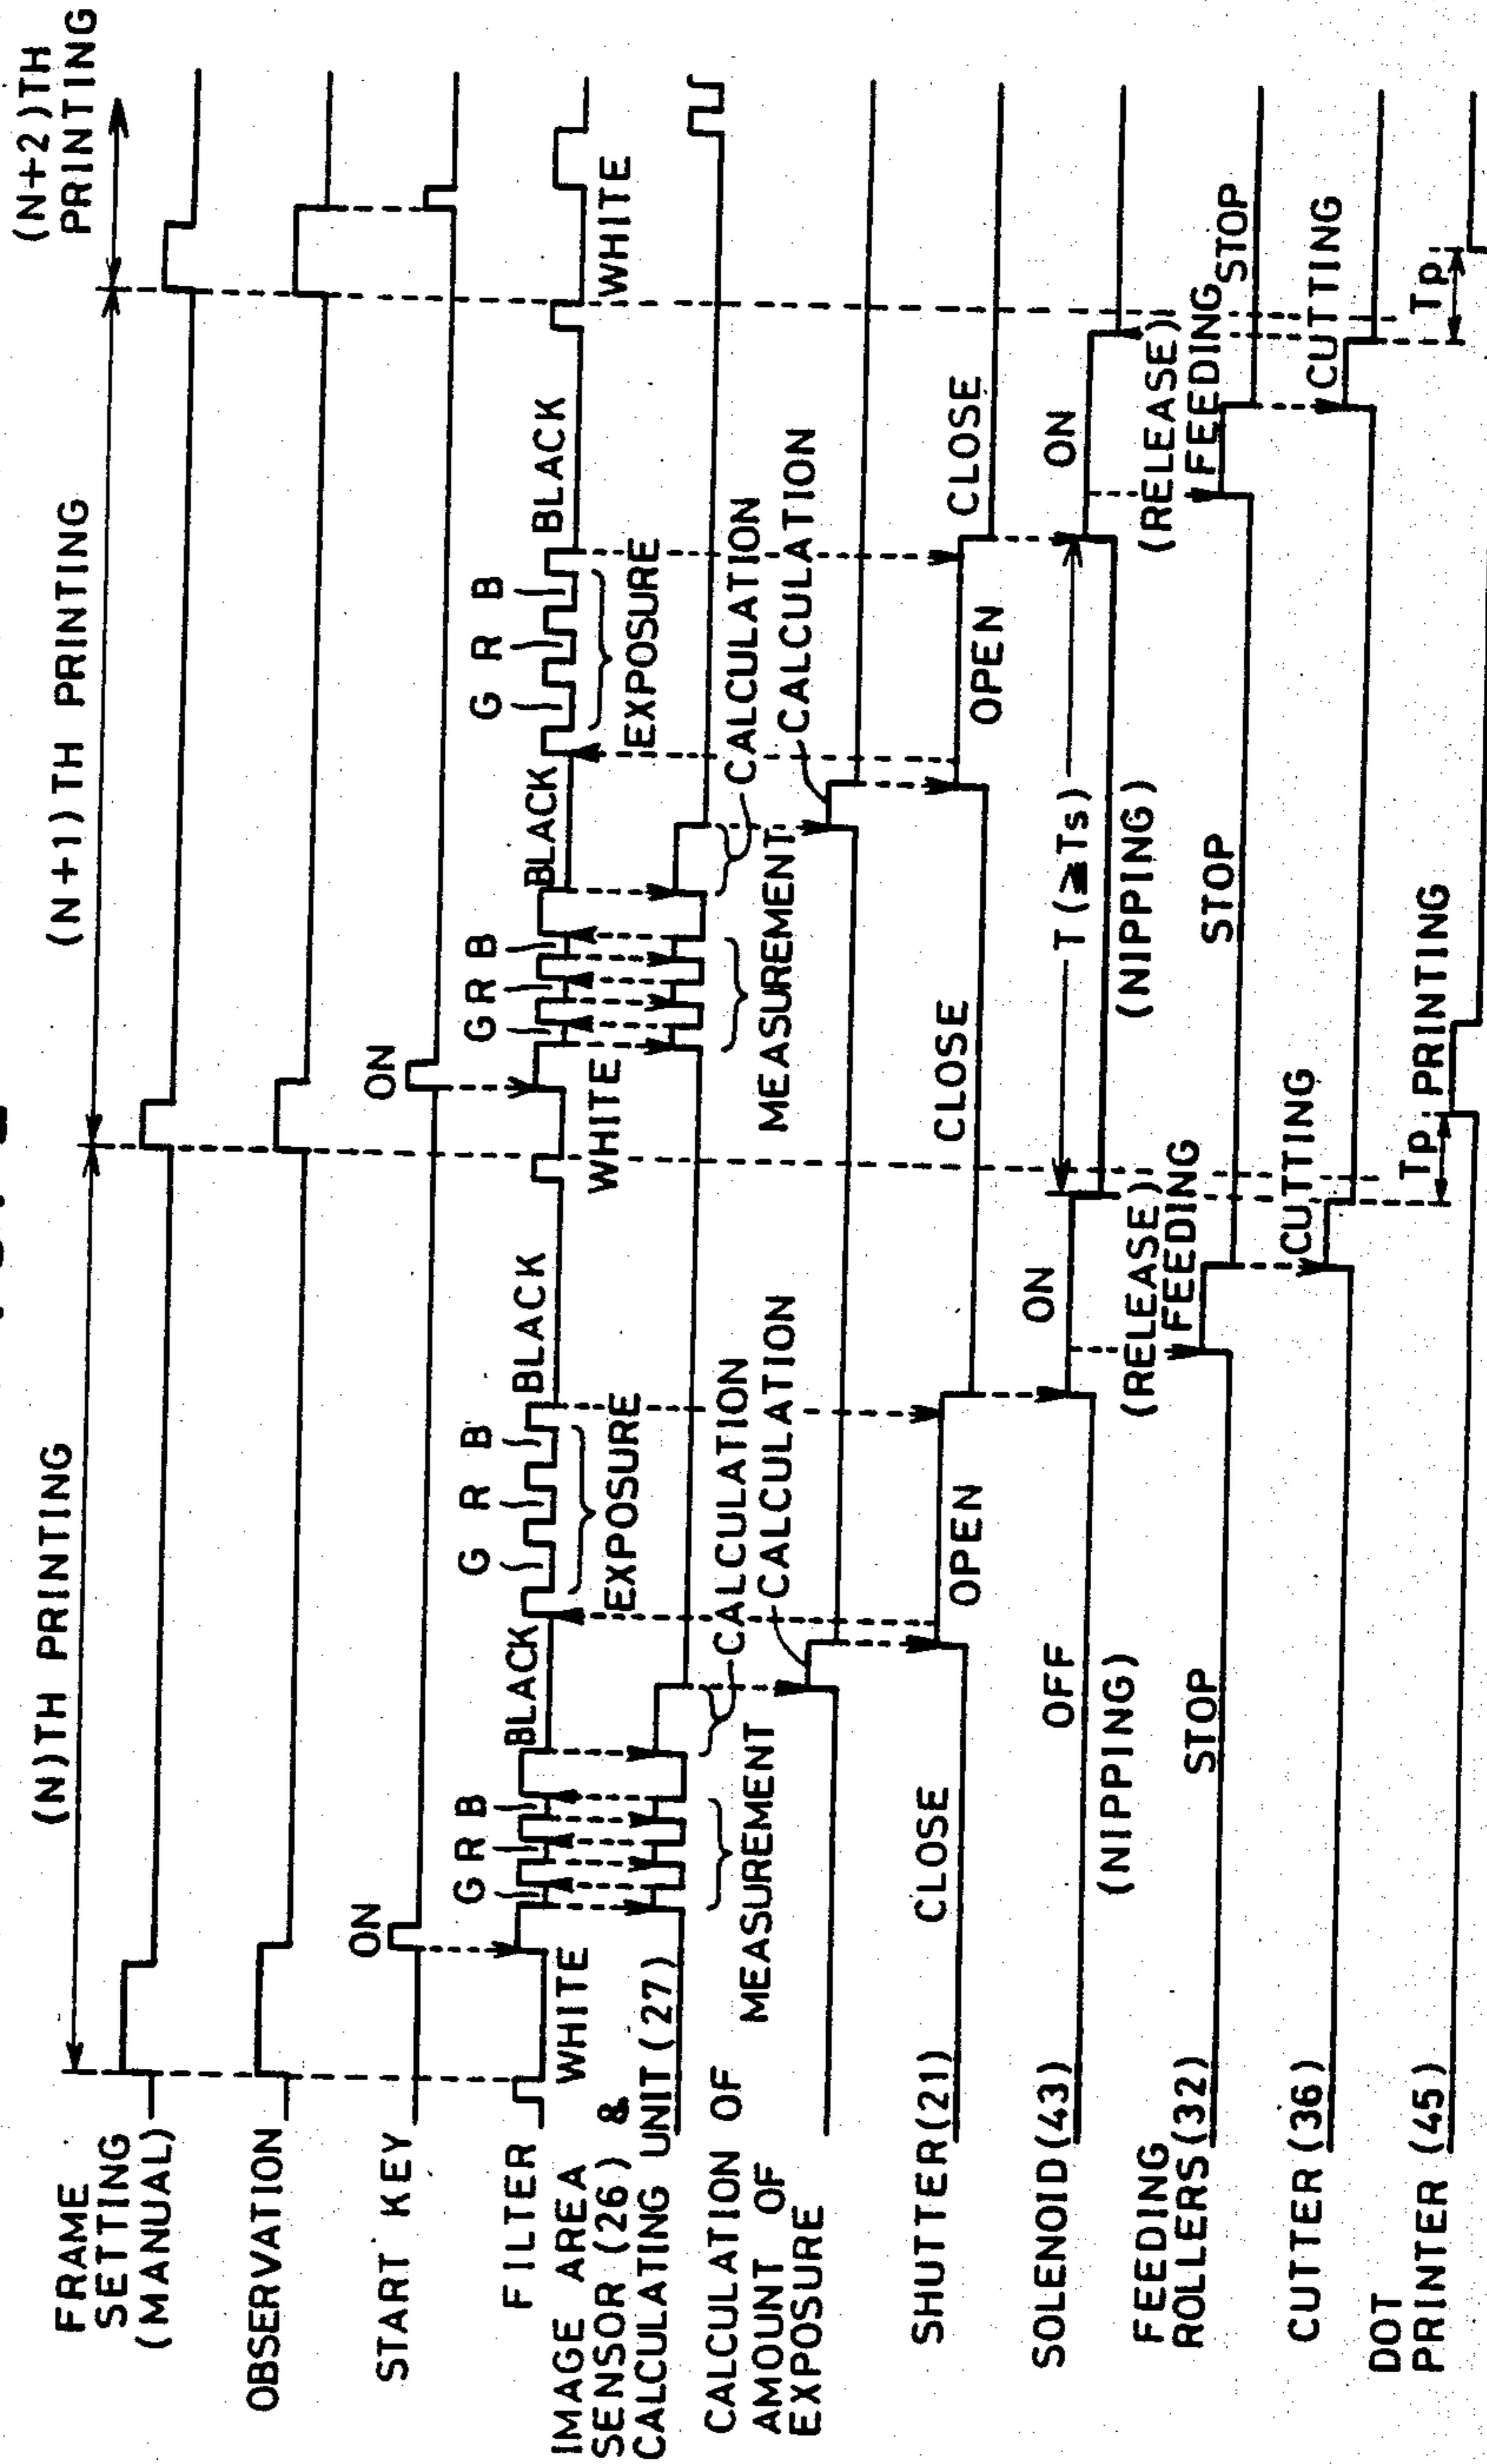 (N)TH PRINTING
(N+1)TH PRINTING
(N+2)TH
PRINTING
FRAME
SETTING
(MANUAL)
OBSERVATION
START KEY
ON
ON
FILTER
WHITE
G R B
BLACK
G R B
EXPOSURE
BLACK
WHITE
G R B
BLACK
G R B
EXPOSURE
BLACK
WHITE
IMAGE AREA
SENSOR (26) &
CALCULATING UNIT (27)
MEASUREMENT
CALCULATION
MEASUREMENT
CALCULATION
CALCULATION OF
AMOUNT OF
EXPOSURE
CALCULATION
CALCULATION
SHUTTER (21)
CLOSE
OPEN
CLOSE
OPEN
CLOSE
SOLENOID (43)
OFF
(NIPPING)
ON
(RELEASE)
T (≧Ts)
(NIPPING)
ON
(RELEASE)
FEEDING
ROLLERS (32)
STOP
FEEDING
STOP
FEEDING
STOP
CUTTER (36)
CUTTING
CUTTING
DOT
PRINTER (45)
Tp
PRINTING
Tp